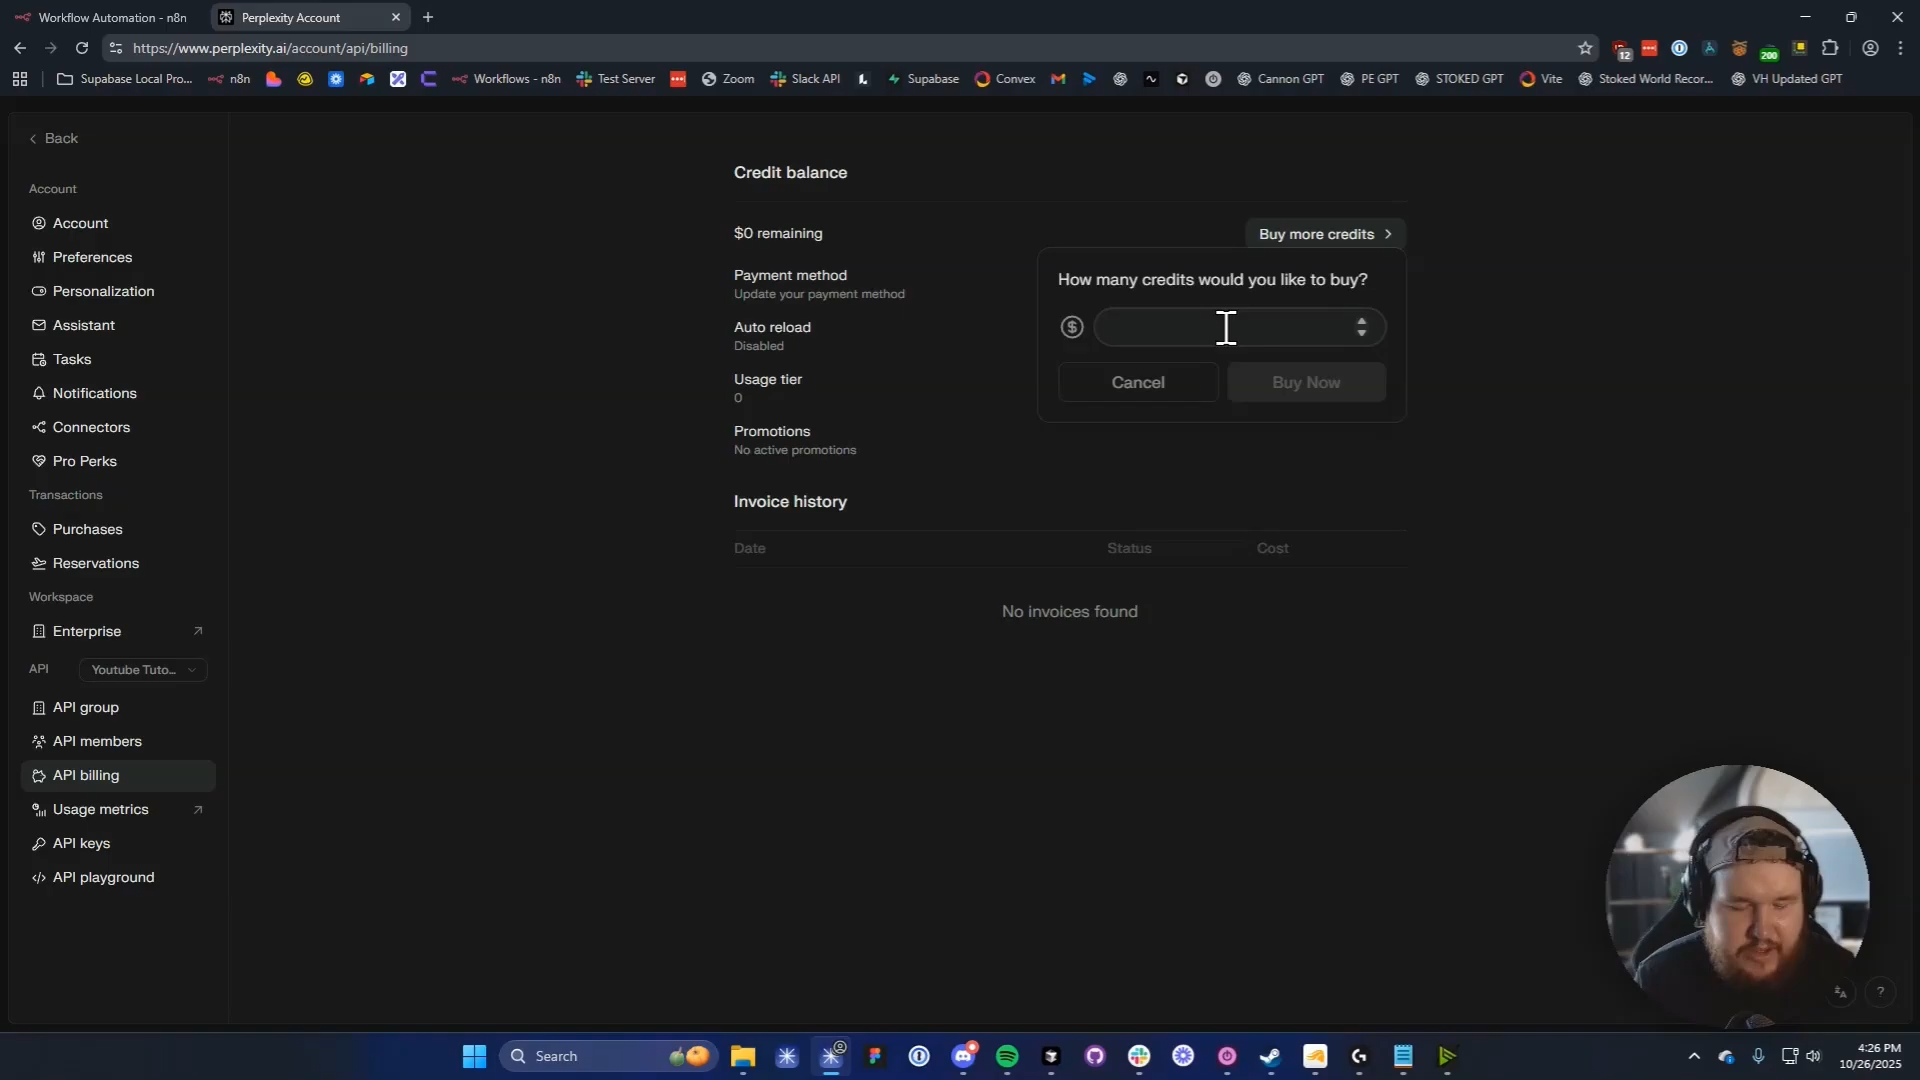 Workflow Automation - n8n
Perplexity Account
https://www.perplexity.ai/account/api/billing
12
200
Supabase Local Pro...
n8n
Workflows - n8n
Test Server
Zoom
Slack API
Supabase
Convex
Cannon GPT
PE GPT
STOKED GPT
Vite
Stoked World Recor...
VH Updated GPT
Back
Account
Account
Preferences
Personalization
Assistant
Tasks
Notifications
Connectors
Pro Perks
Transactions
Purchases
Reservations
Workspace
Enterprise
API
Youtube Tuto...
API group
API members
API billing
Usage metrics
API keys
API playground
Credit balance
$0 remaining
Buy more credits
Payment method
Update your payment method
Auto reload
Disabled
Usage tier
0
Promotions
No active promotions
How many credits would you like to buy?
Cancel
Buy Now
Invoice history
Date
Status
Cost
No invoices found
?
Search
4:26 PM
10/26/2025